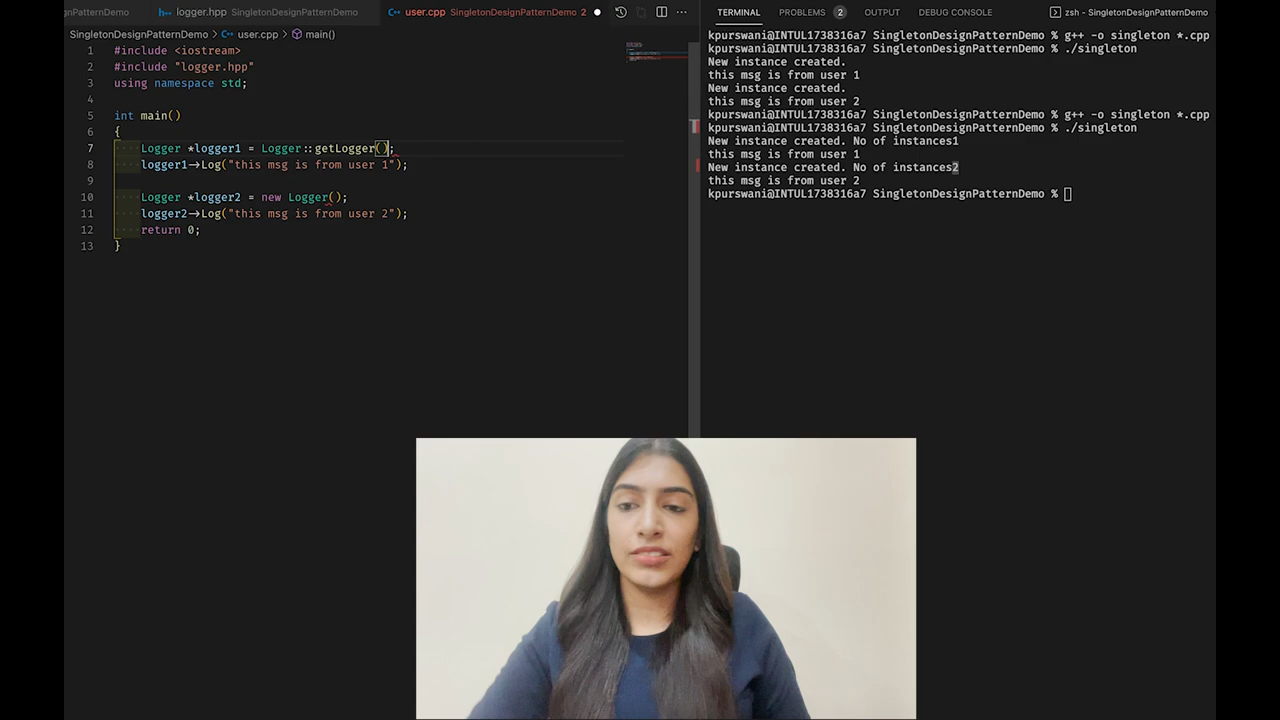 gnPatternDemo
logger.hpp SingletonDesignPatternDemo
user.cpp SingletonDesignPatternDemo 2
SingletonDesignPatternDemo > user.cpp > main()
1 #include <iostream>
2 #include "logger.hpp"
3 using namespace std;
4
5 int main()
6 {
7 Logger *logger1 = Logger::getLogger();
8 logger1->Log("this msg is from user 1");
9
10 Logger *logger2 = new Logger();
11 logger2->Log("this msg is from user 2");
12 return 0;
13 }
TERMINAL PROBLEMS 2 OUTPUT DEBUG CONSOLE zsh - SingletonDesignPatternDemo
kpurswani@INTUL1738316a7 SingletonDesignPatternDemo % g++ -o singleton *.cpp
kpurswani@INTUL1738316a7 SingletonDesignPatternDemo % ./singleton
New instance created.
this msg is from user 1
New instance created.
this msg is from user 2
kpurswani@INTUL1738316a7 SingletonDesignPatternDemo % g++ -o singleton *.cpp
kpurswani@INTUL1738316a7 SingletonDesignPatternDemo % ./singleton
New instance created. No of instances1
this msg is from user 1
New instance created. No of instances2
this msg is from user 2
kpurswani@INTUL1738316a7 SingletonDesignPatternDemo %